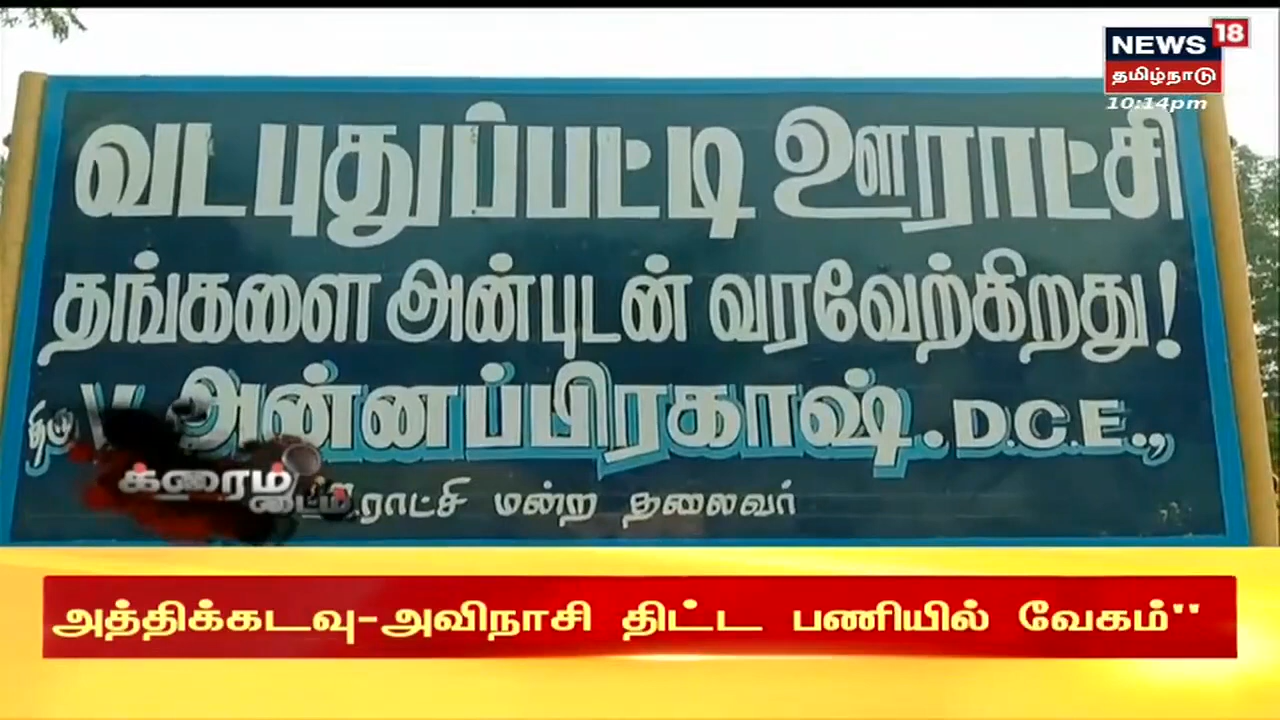 NEWS 18
தமிழ்நாடு
10:14pm
வடபுதுப்பட்டி ஊராட்சி
தங்களை அன்புடன் வரவேற்கிறது!
திரு V. அன்னப்பிரகாஷ். D.C.E.,
க்ரைம்
டைம்
மன்ற தலைவர்
அத்திக்கடவு-அவிநாசி திட்ட பணியில் வேகம்"